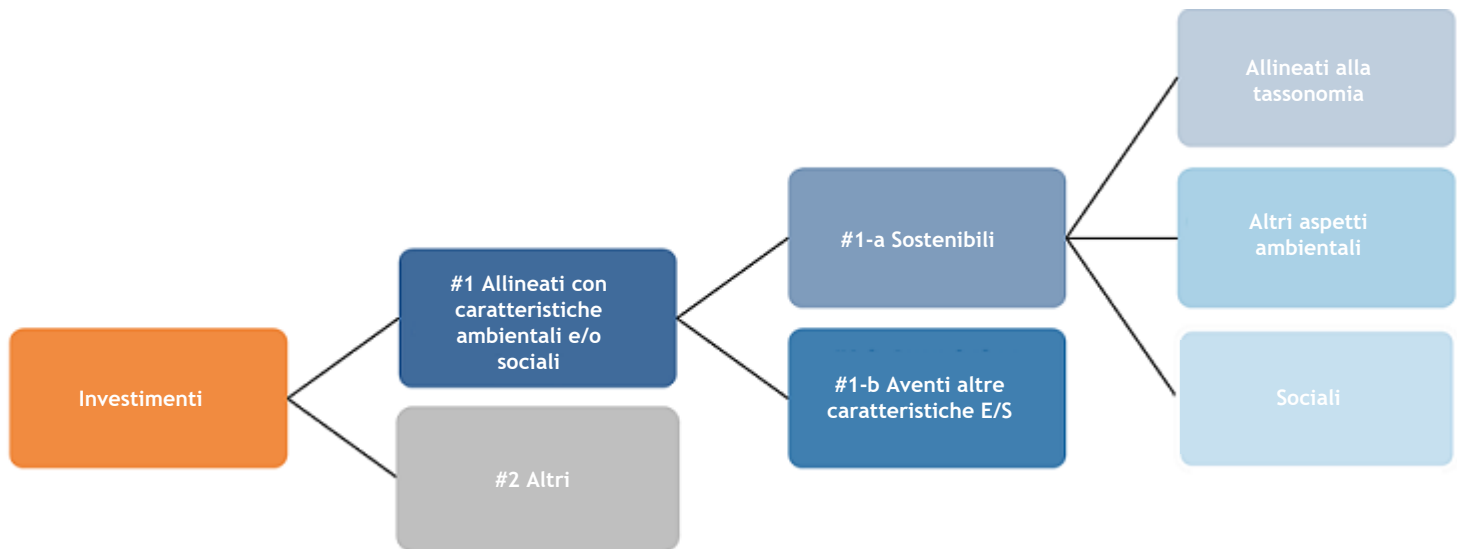 Investimenti
#1 Allineati con
caratteristiche
ambientali e/o
sociali
#2 Altri
#1-a Sostenibili
#1-b Aventi altre
caratteristiche E/S
Allineati alla
tassonomia
Altri aspetti
ambientali
Sociali